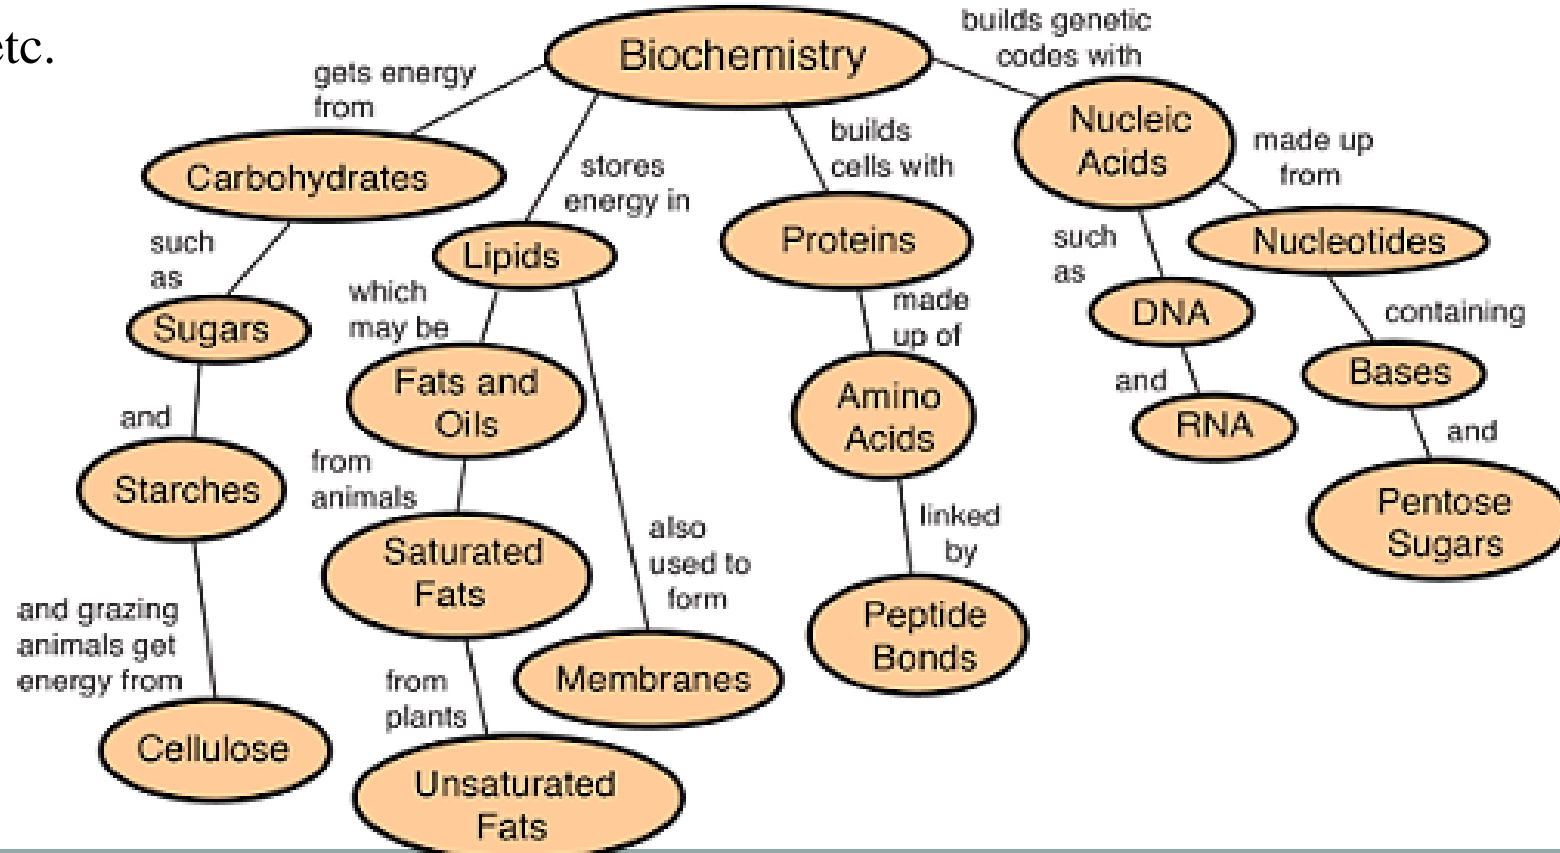 etc.
Biochemistry
gets energy
from
Carbohydrates
such
as
Sugars
and
Starches
and grazing
animals get
energy from
Cellulose
stores
energy in
Lipids
which
may be
Fats and
Oils
from
animals
Saturated
Fats
from
plants
Unsaturated
Fats
also
used to
form
Membranes
builds
cells with
Proteins
made
up of
Amino
Acids
linked
by
Peptide
Bonds
builds genetic
codes with
Nucleic
Acids
such
as
DNA
and
RNA
made up
from
Nucleotides
containing
Bases
and
Pentose
Sugars